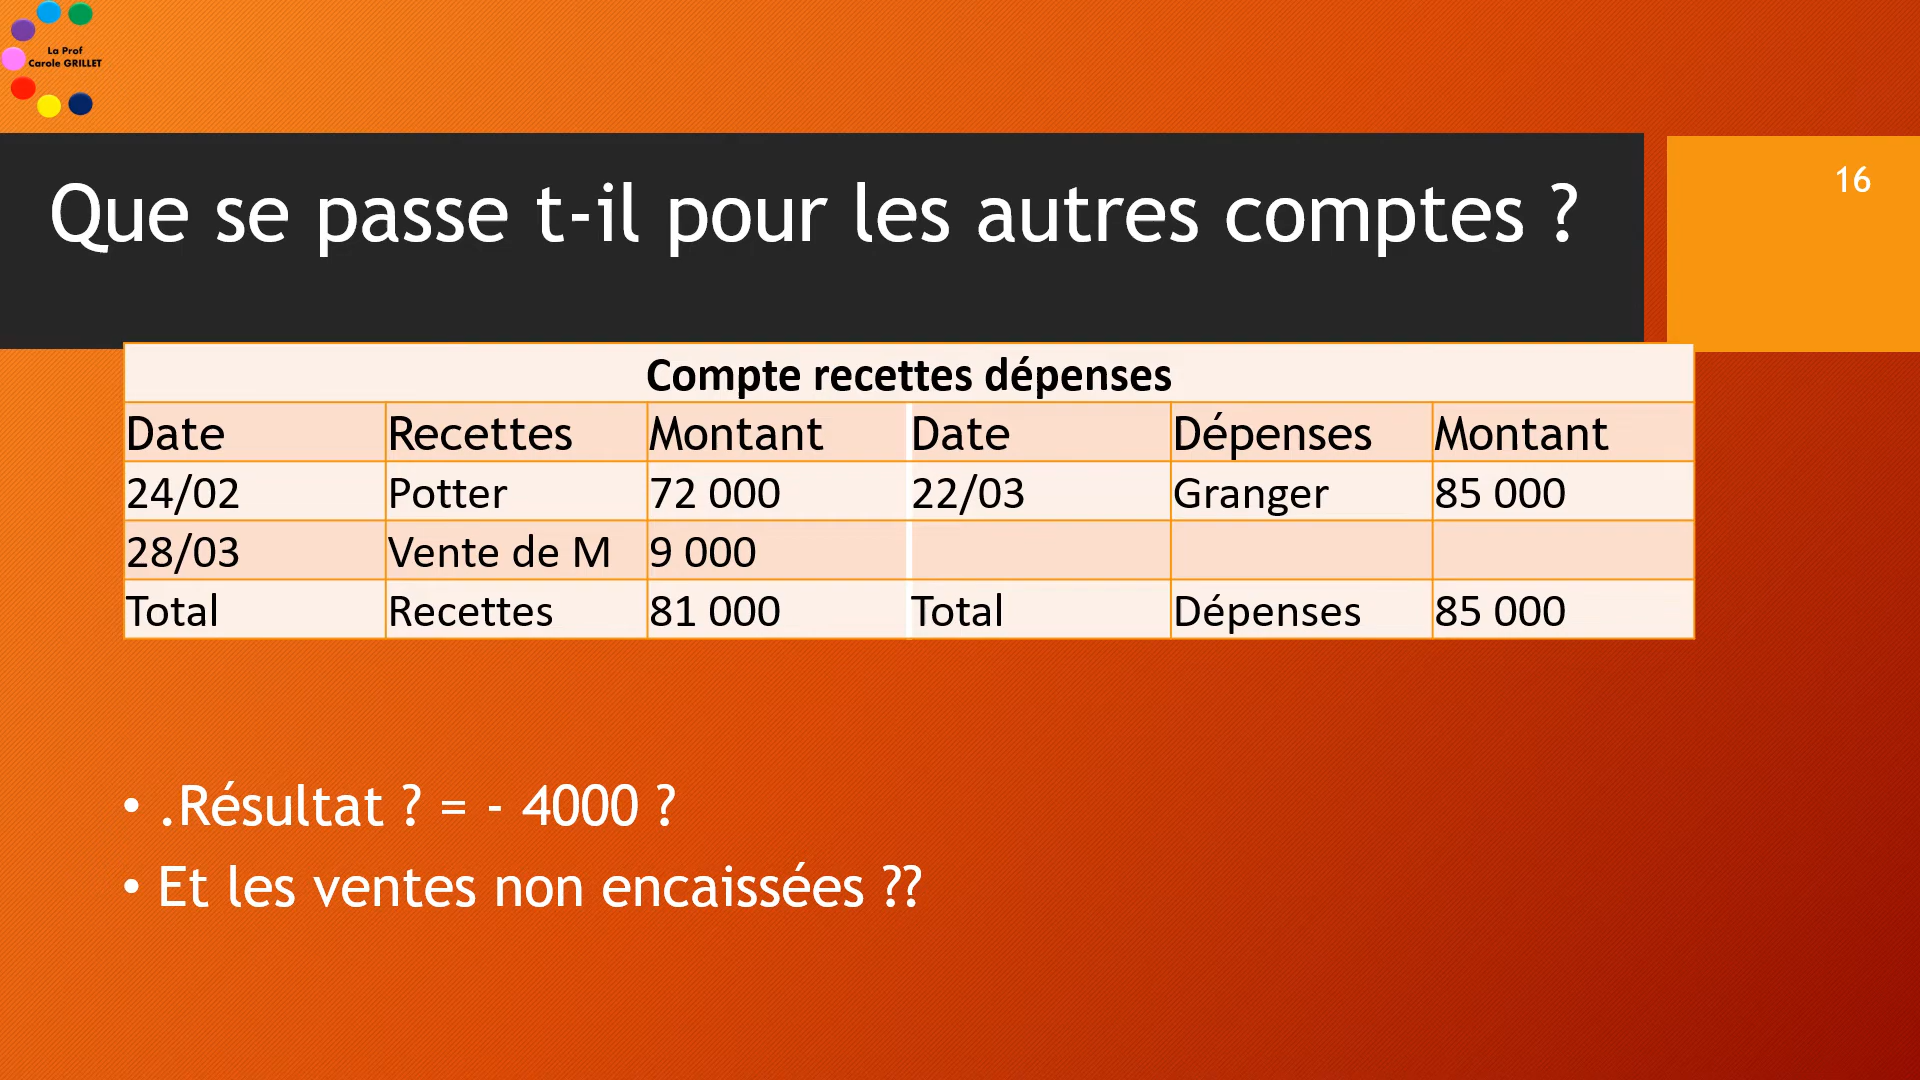 La Prof
Carole GRILLET
Que se passe t-il pour les autres comptes ?
16
Compte recettes dépenses
Date Recettes Montant Date Dépenses Montant
24/02 Potter 72 000 22/03 Granger 85 000
28/03 Vente de M 9 000
Total Recettes 81 000 Total Dépenses 85 000
• .Résultat ? = - 4000 ?
• Et les ventes non encaissées ??